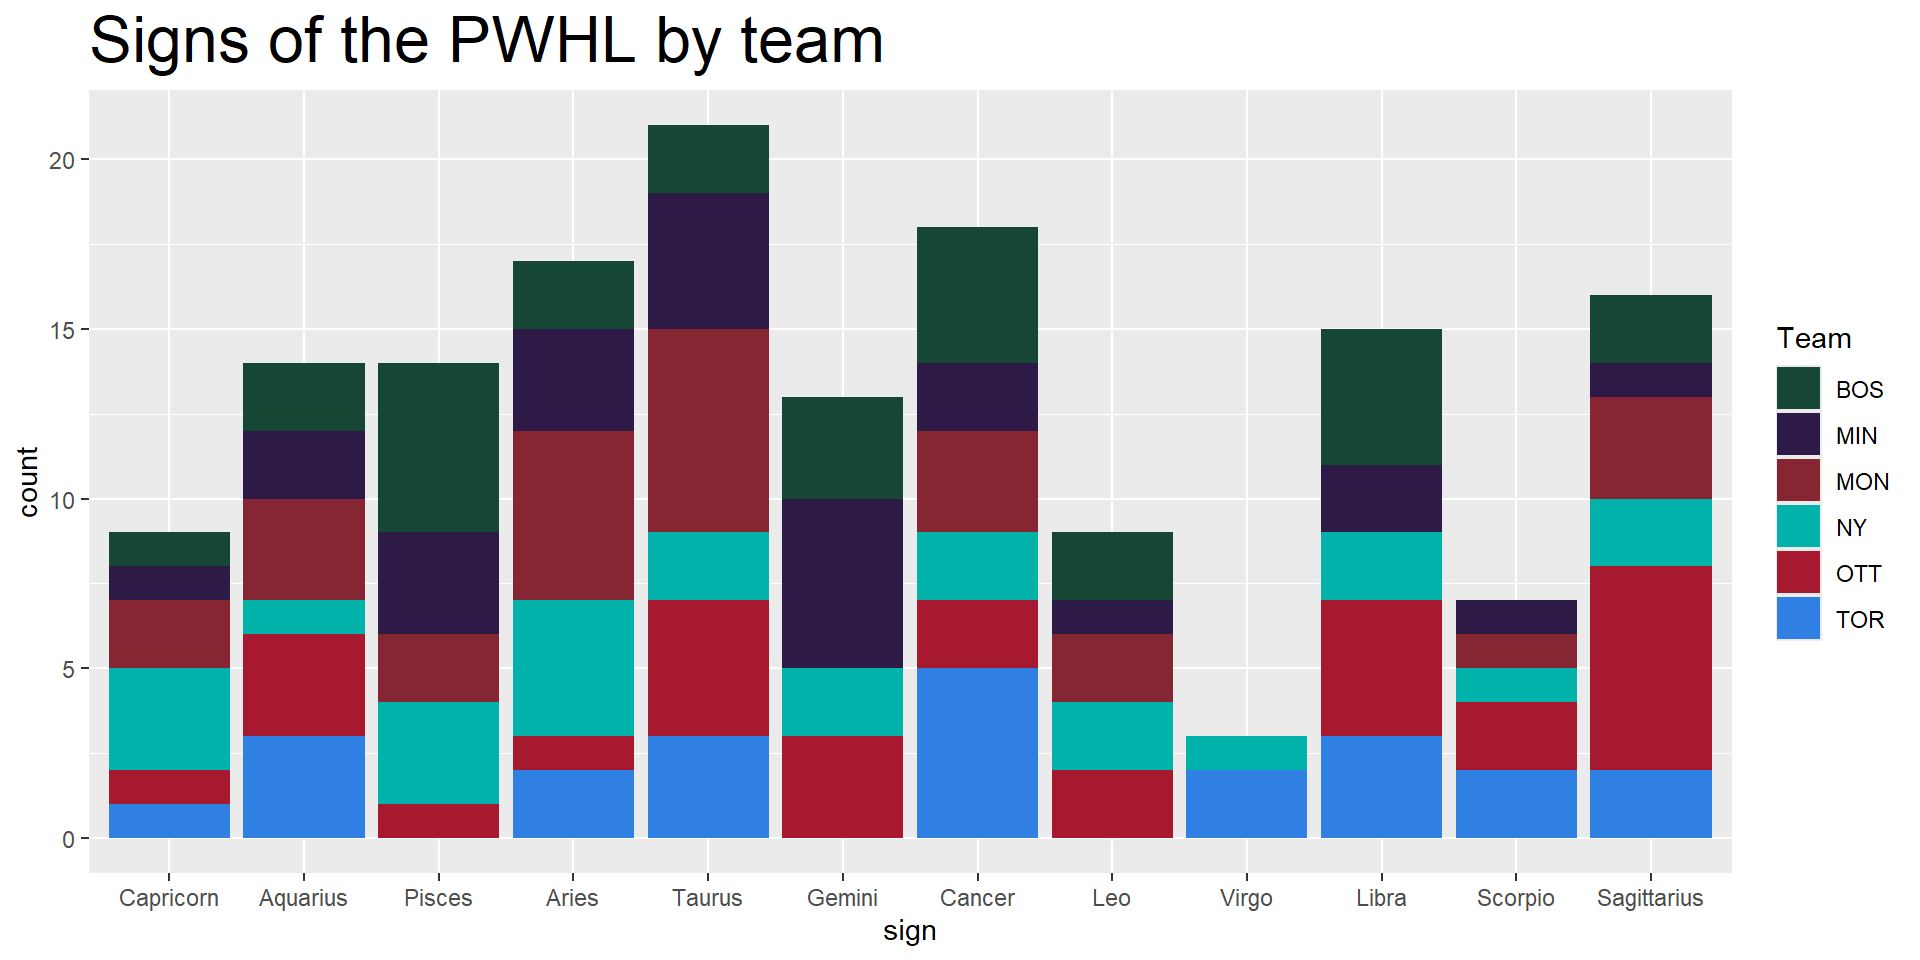 Signs of the PWHL by team
20
15
10
5
0
count
Capricorn Aquarius Pisces Aries Taurus Gemini Cancer Leo Virgo Libra Scorpio Sagittarius
sign
Team
BOS
MIN
MON
NY
OTT
TOR